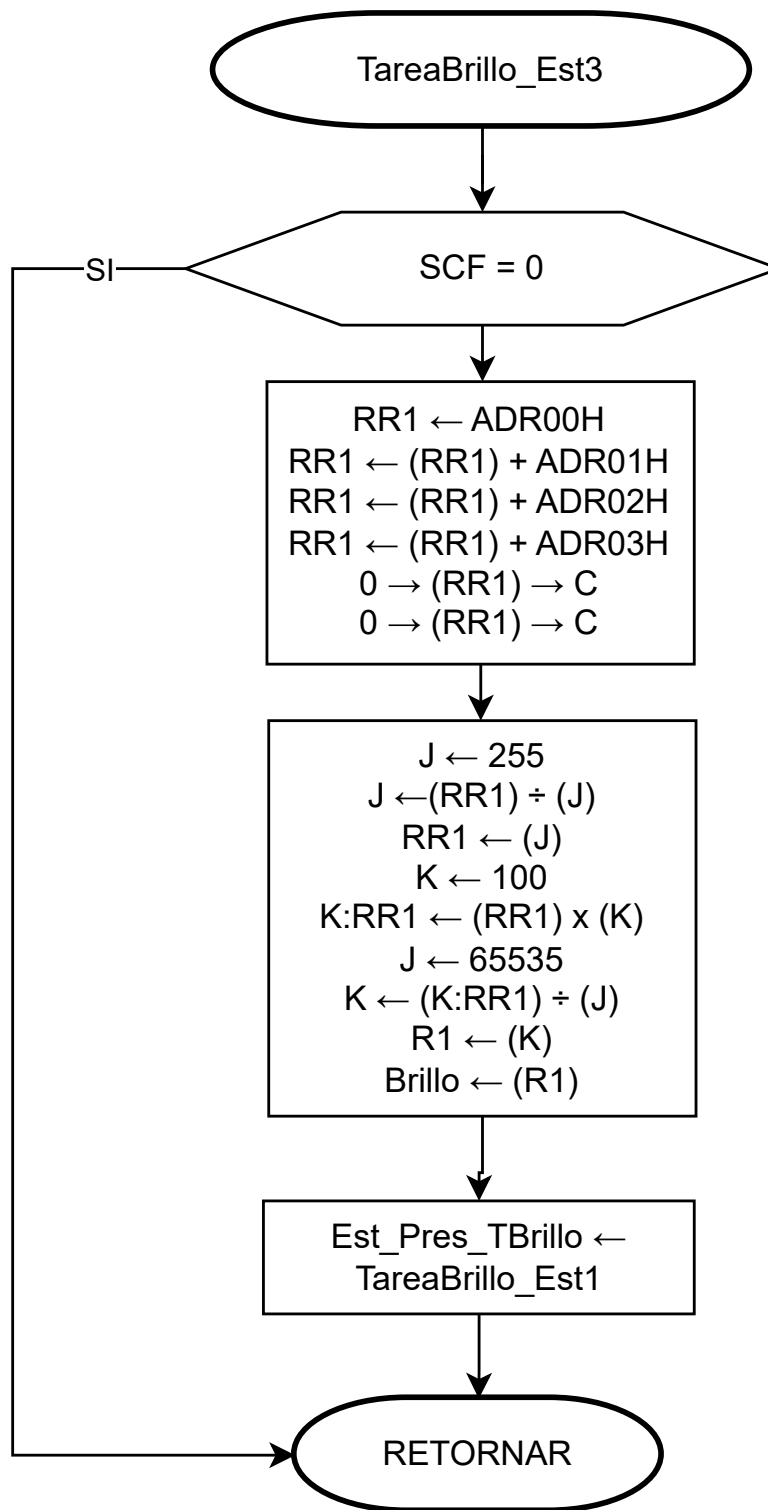 TareaBrillo_Est3
SI
SCF = 0
RR1 ← ADR00H
RR1 ← (RR1) + ADR01H
RR1 ← (RR1) + ADR02H
RR1 ← (RR1) + ADR03H
0 → (RR1) → C
0 → (RR1) → C
J ← 255
J ←(RR1) ÷ (J)
RR1 ← (J)
K ← 100
K:RR1 ← (RR1) x (K)
J ← 65535
K ← (K:RR1) ÷ (J)
R1 ← (K)
Brillo ← (R1)
Est_Pres_TBrillo ←
TareaBrillo_Est1
RETORNAR